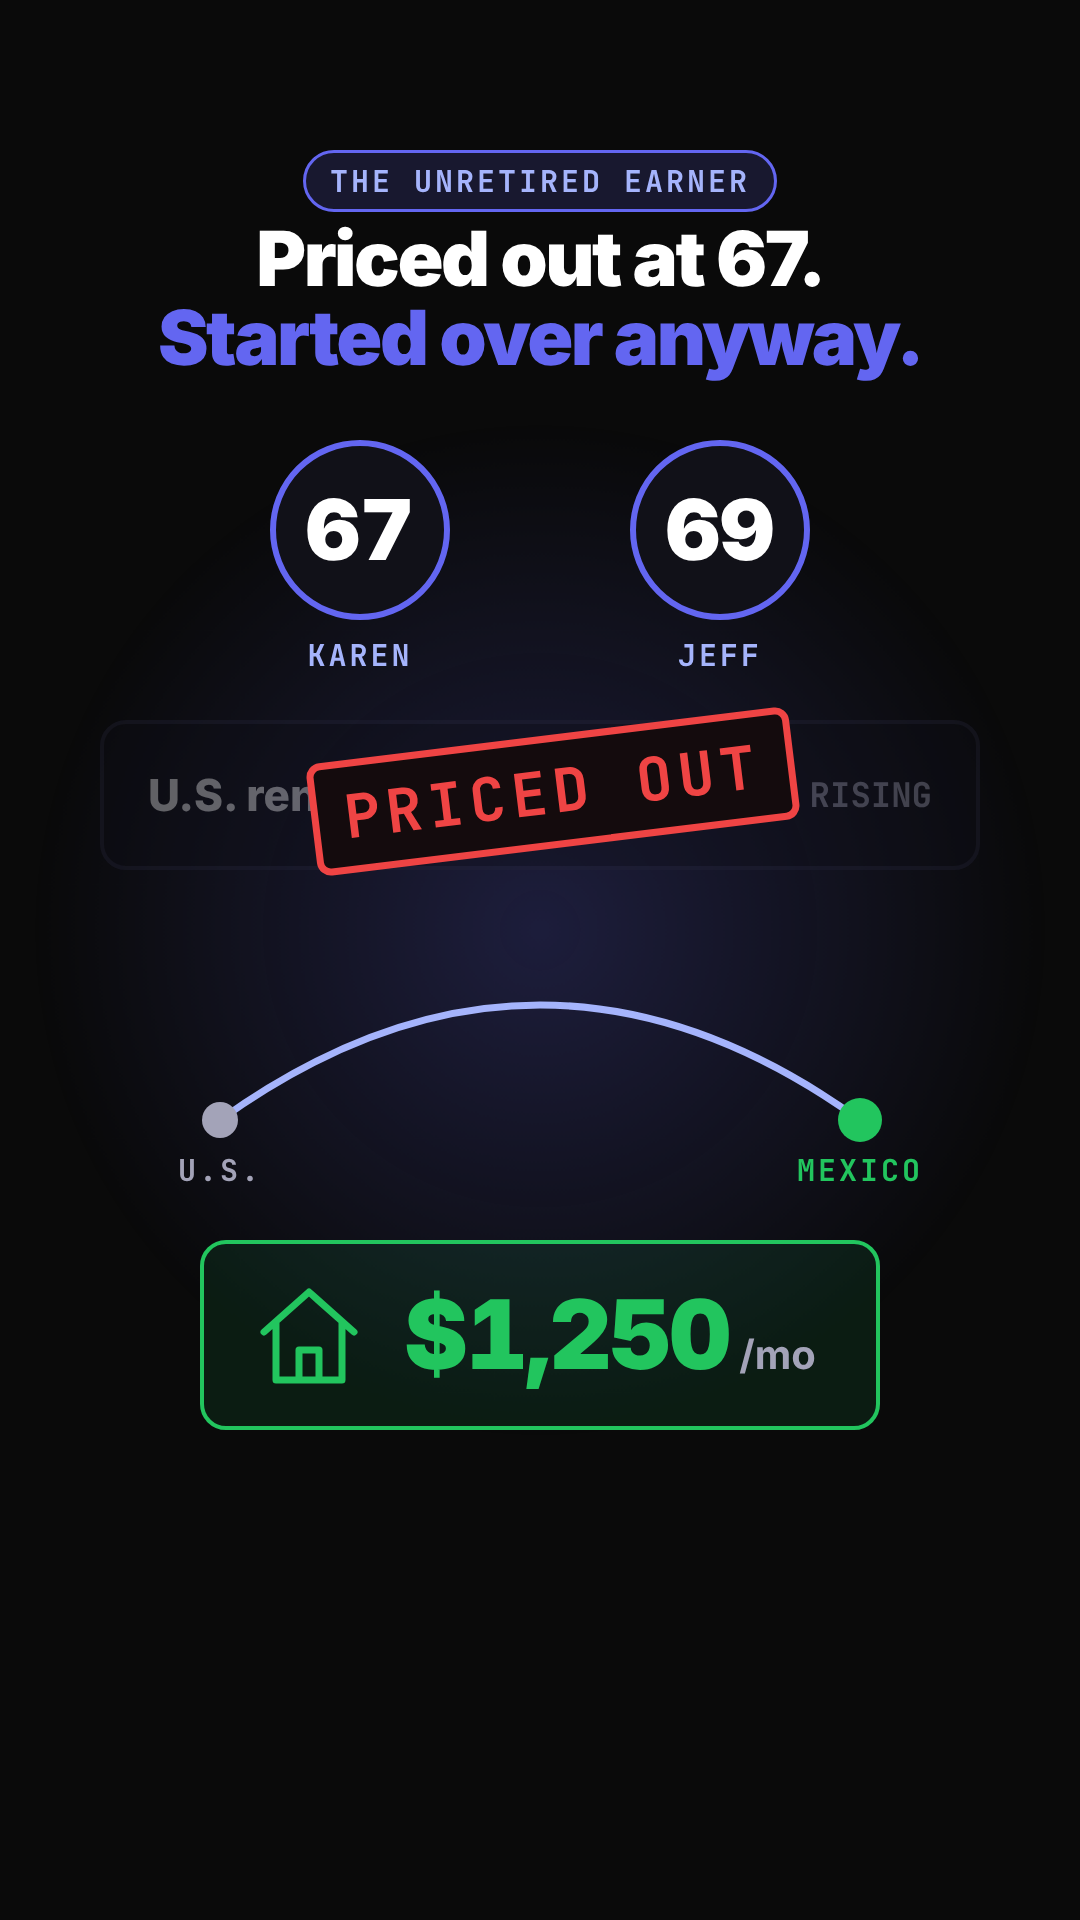 THE UNRETIRED EARNER
Priced out at 67.
Started over anyway.
67
69
KAREN
JEFF
U.S.
PRICED OUT
RISING
U.S.
MEXICO
$1,250 /mo